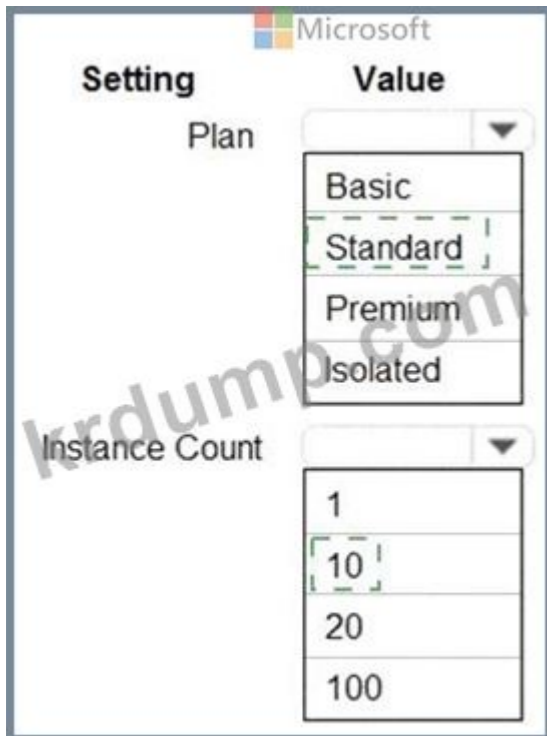 Microsoft
Setting Value
Plan
Basic
Standard
Premium
Isolated
krdump.com
Instance Count
1
10
20
100